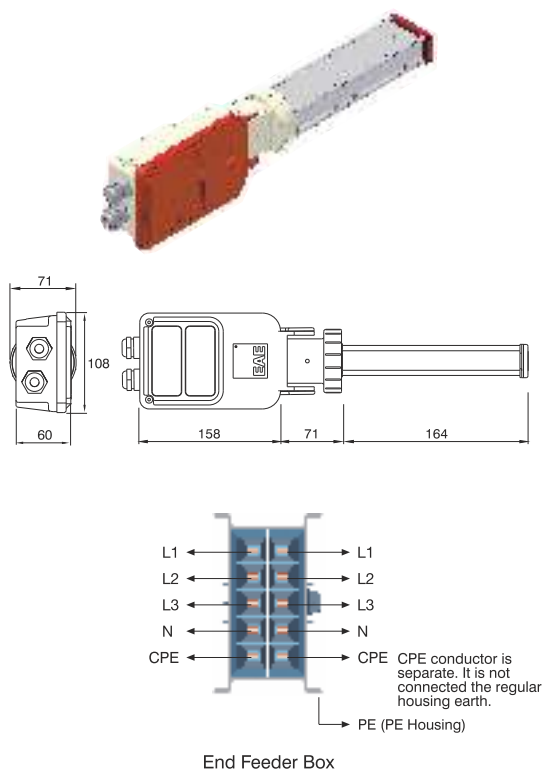 71
108
60
EAE
158
71
164
L1
L1
L2
L2
L3
L3
N
N
CPE
CPE
CPE conductor is
separate. It is not
connected the regular
housing earth.
PE (PE Housing)
End Feeder Box